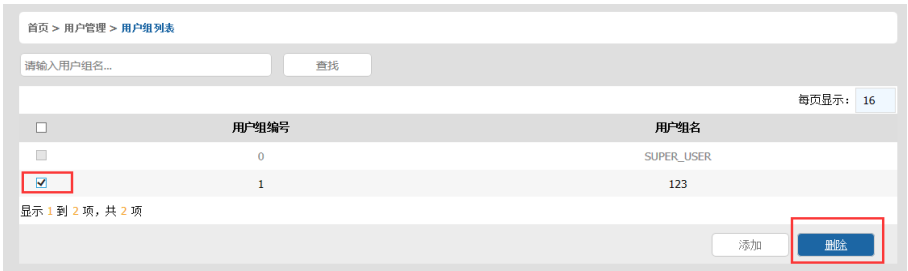 首页 > 用户管理 > 用户组列表
请输入用户组名... 查找
每页显示： 16
用户组编号 用户组名
0 SUPER_USER
1 123
显示 1 到 2 项，共 2 项
添加 删除